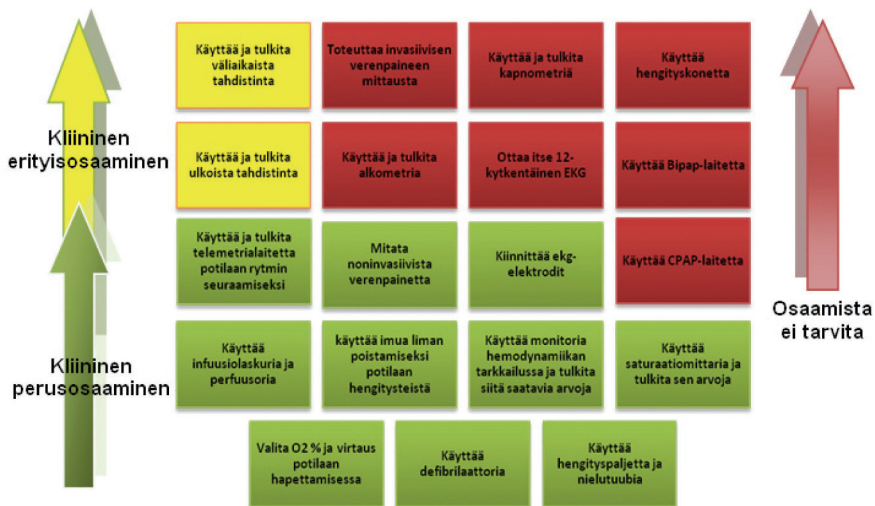 Käyttää ja tulkita
väliaikaista
tahdistinta
Toteuttaa invasiivisen
verenpaineen
mittausta
Käyttää ja tulkita
kapnometriä
Käyttää
hengityskonetta
Kliininen
erityisosaaminen
Käyttää ja tulkita
ulkoista tahdistinta
Käyttää ja tulkita
alkometria
Ottaa itse 12-
kytkentäinen EKG
Käyttää Bipap-laitetta
Käyttää ja tulkita
telemetrialaitetta
potilaan rytmin
seuraamiseksi
Mitata
noninvasiivista
verenpainetta
Kiinnittää ekg-
elektrodit
Käyttää CPAP-laitetta
Osaamista
ei tarvita
Kliininen
perusosaaminen
Käyttää
infuusiolaskuria ja
perfuusoria
käyttää imua liman
poistamiseksi
potilaan
hengitysteistä
Käyttää monitoria
hemodynamiikan
tarkkailussa ja tulkita
siitä saatavia arvoja
Käyttää
saturaatiomittaria ja
tulkita sen arvoja
Valita O2 % ja virtaus
potilaan
hapettamisessa
Käyttää
defibrilaattoria
Käyttää
hengityspaljetta ja
nielutuubia